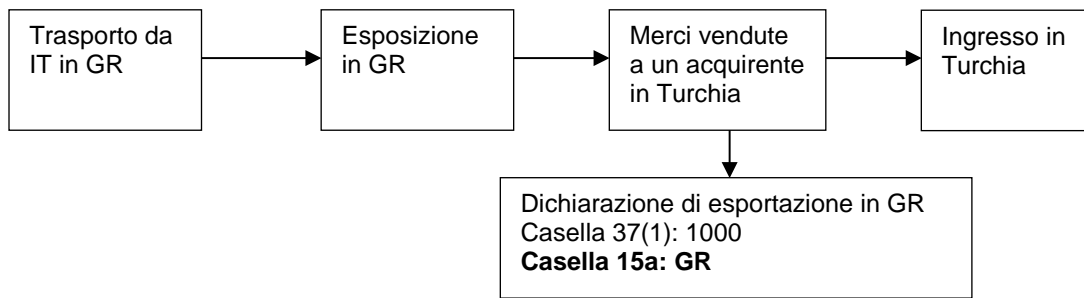 Trasporto da
IT in GR
Esposizione
in GR
Merci vendute
a un acquirente
in Turchia
Ingresso in
Turchia
Dichiarazione di esportazione in GR
Casella 37(1): 1000
Casella 15a: GR